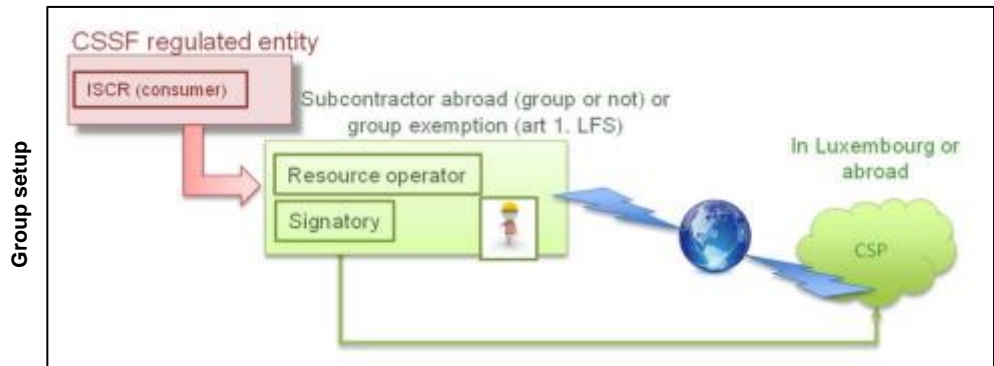 Group setup
CSSF regulated entity
ISCR (consumer)
Subcontractor abroad (group or not) or
group exemption (art 1. LFS)
Resource operator
Signatory
In Luxembourg or
abroad
CSP